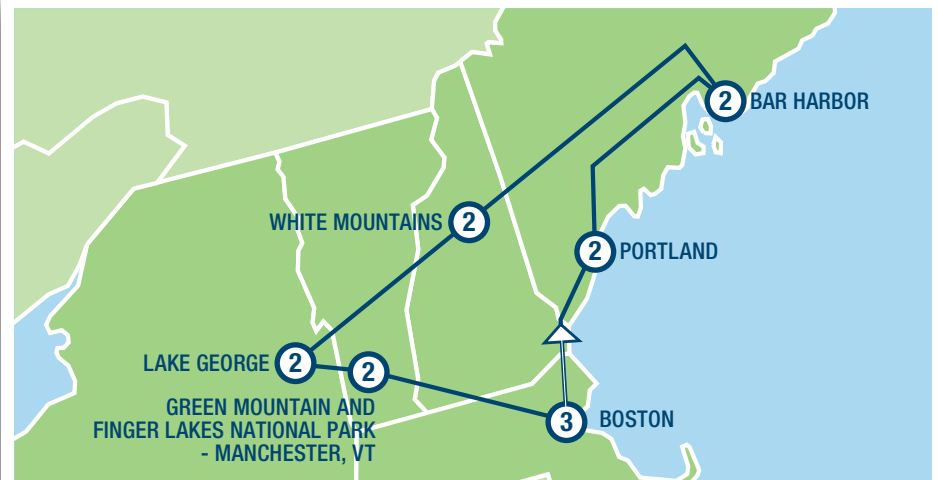 2 BAR HARBOR
WHITE MOUNTAINS 2
2 PORTLAND
LAKE GEORGE 2
2
GREEN MOUNTAIN AND
FINGER LAKES NATIONAL PARK
- MANCHESTER, VT
3 BOSTON